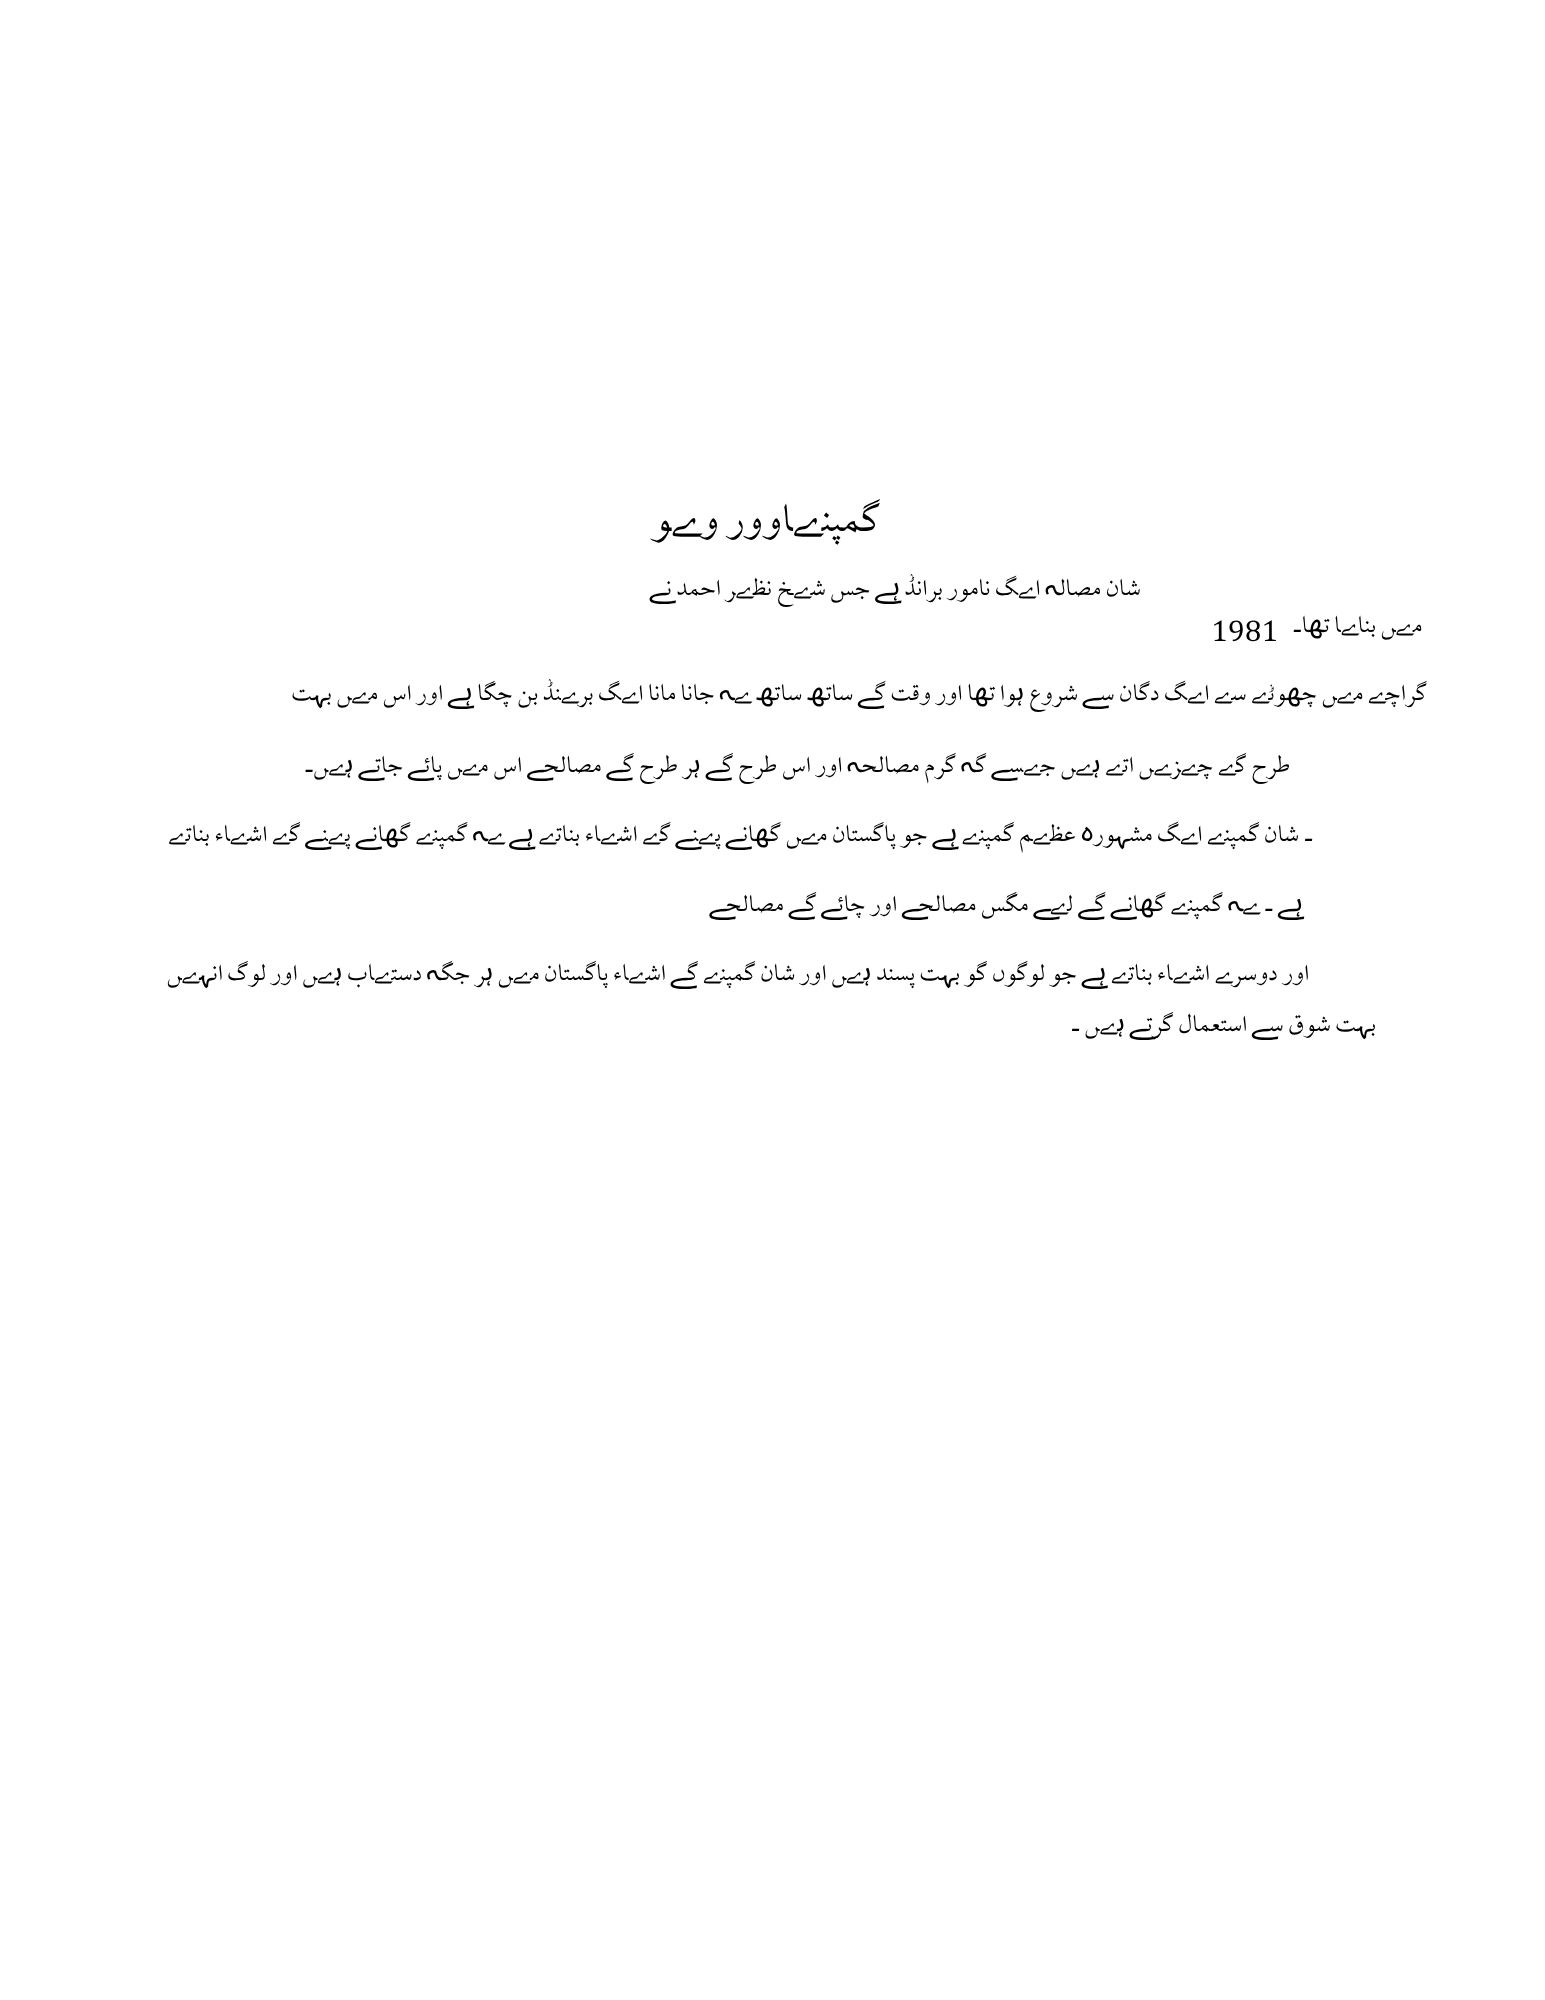 گمپنےاوور وےو
شان مصالہ اےگ نامور برانڈ ہے جس شےخ نظےر احمد نے
مےں بناےا تھا۔ 1981
گراچے مےں چھوٹے سے اےگ دگان سے شروع ہوا تھا اور وقت گے ساتھ ساتھ ےہ جانا مانا اےگ برےنڈ بن چگا ہے اور اس مےں بہت
طرح گے چےزےں اتے ہےں جےسے گہ گرم مصالحہ اور اس طرح گے ہر طرح گے مصالحے اس مےں پائے جاتے ہےں۔
۔ شان گمپنے اےگ مشہورہ عظےم گمپنے ہے جو پاگستان مےں گھانے پےنے گے اشےاء بناتے ہے ےہ گمپنے گھانے پےنے گے اشےاء بناتے
ہے ۔ ےہ گمپنے گھانے گے لےے مگس مصالحے اور چائے گے مصالحے
اور دوسرے اشےاء بناتے ہے جو لوگوں گو بہت پسند ہےں اور شان گمپنے گے اشےاء پاگستان مےں ہر جگہ دستےاب ہےں اور لوگ انہےں
بہت شوق سے استعمال گرتے ہےں ۔